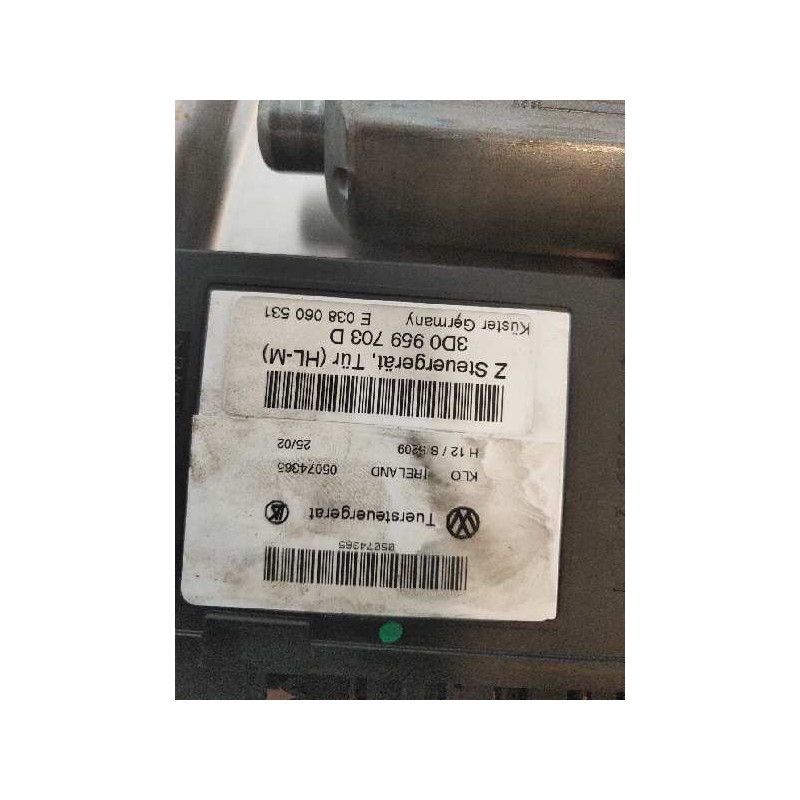 05074365
Tuersteuergerat
KLO IRELAND 05074365
H 12 / S 5209 25/02
Z Steuergerät, Tür (HL-M)
3D0 959 703 D
Küster Germany E 038 060 531